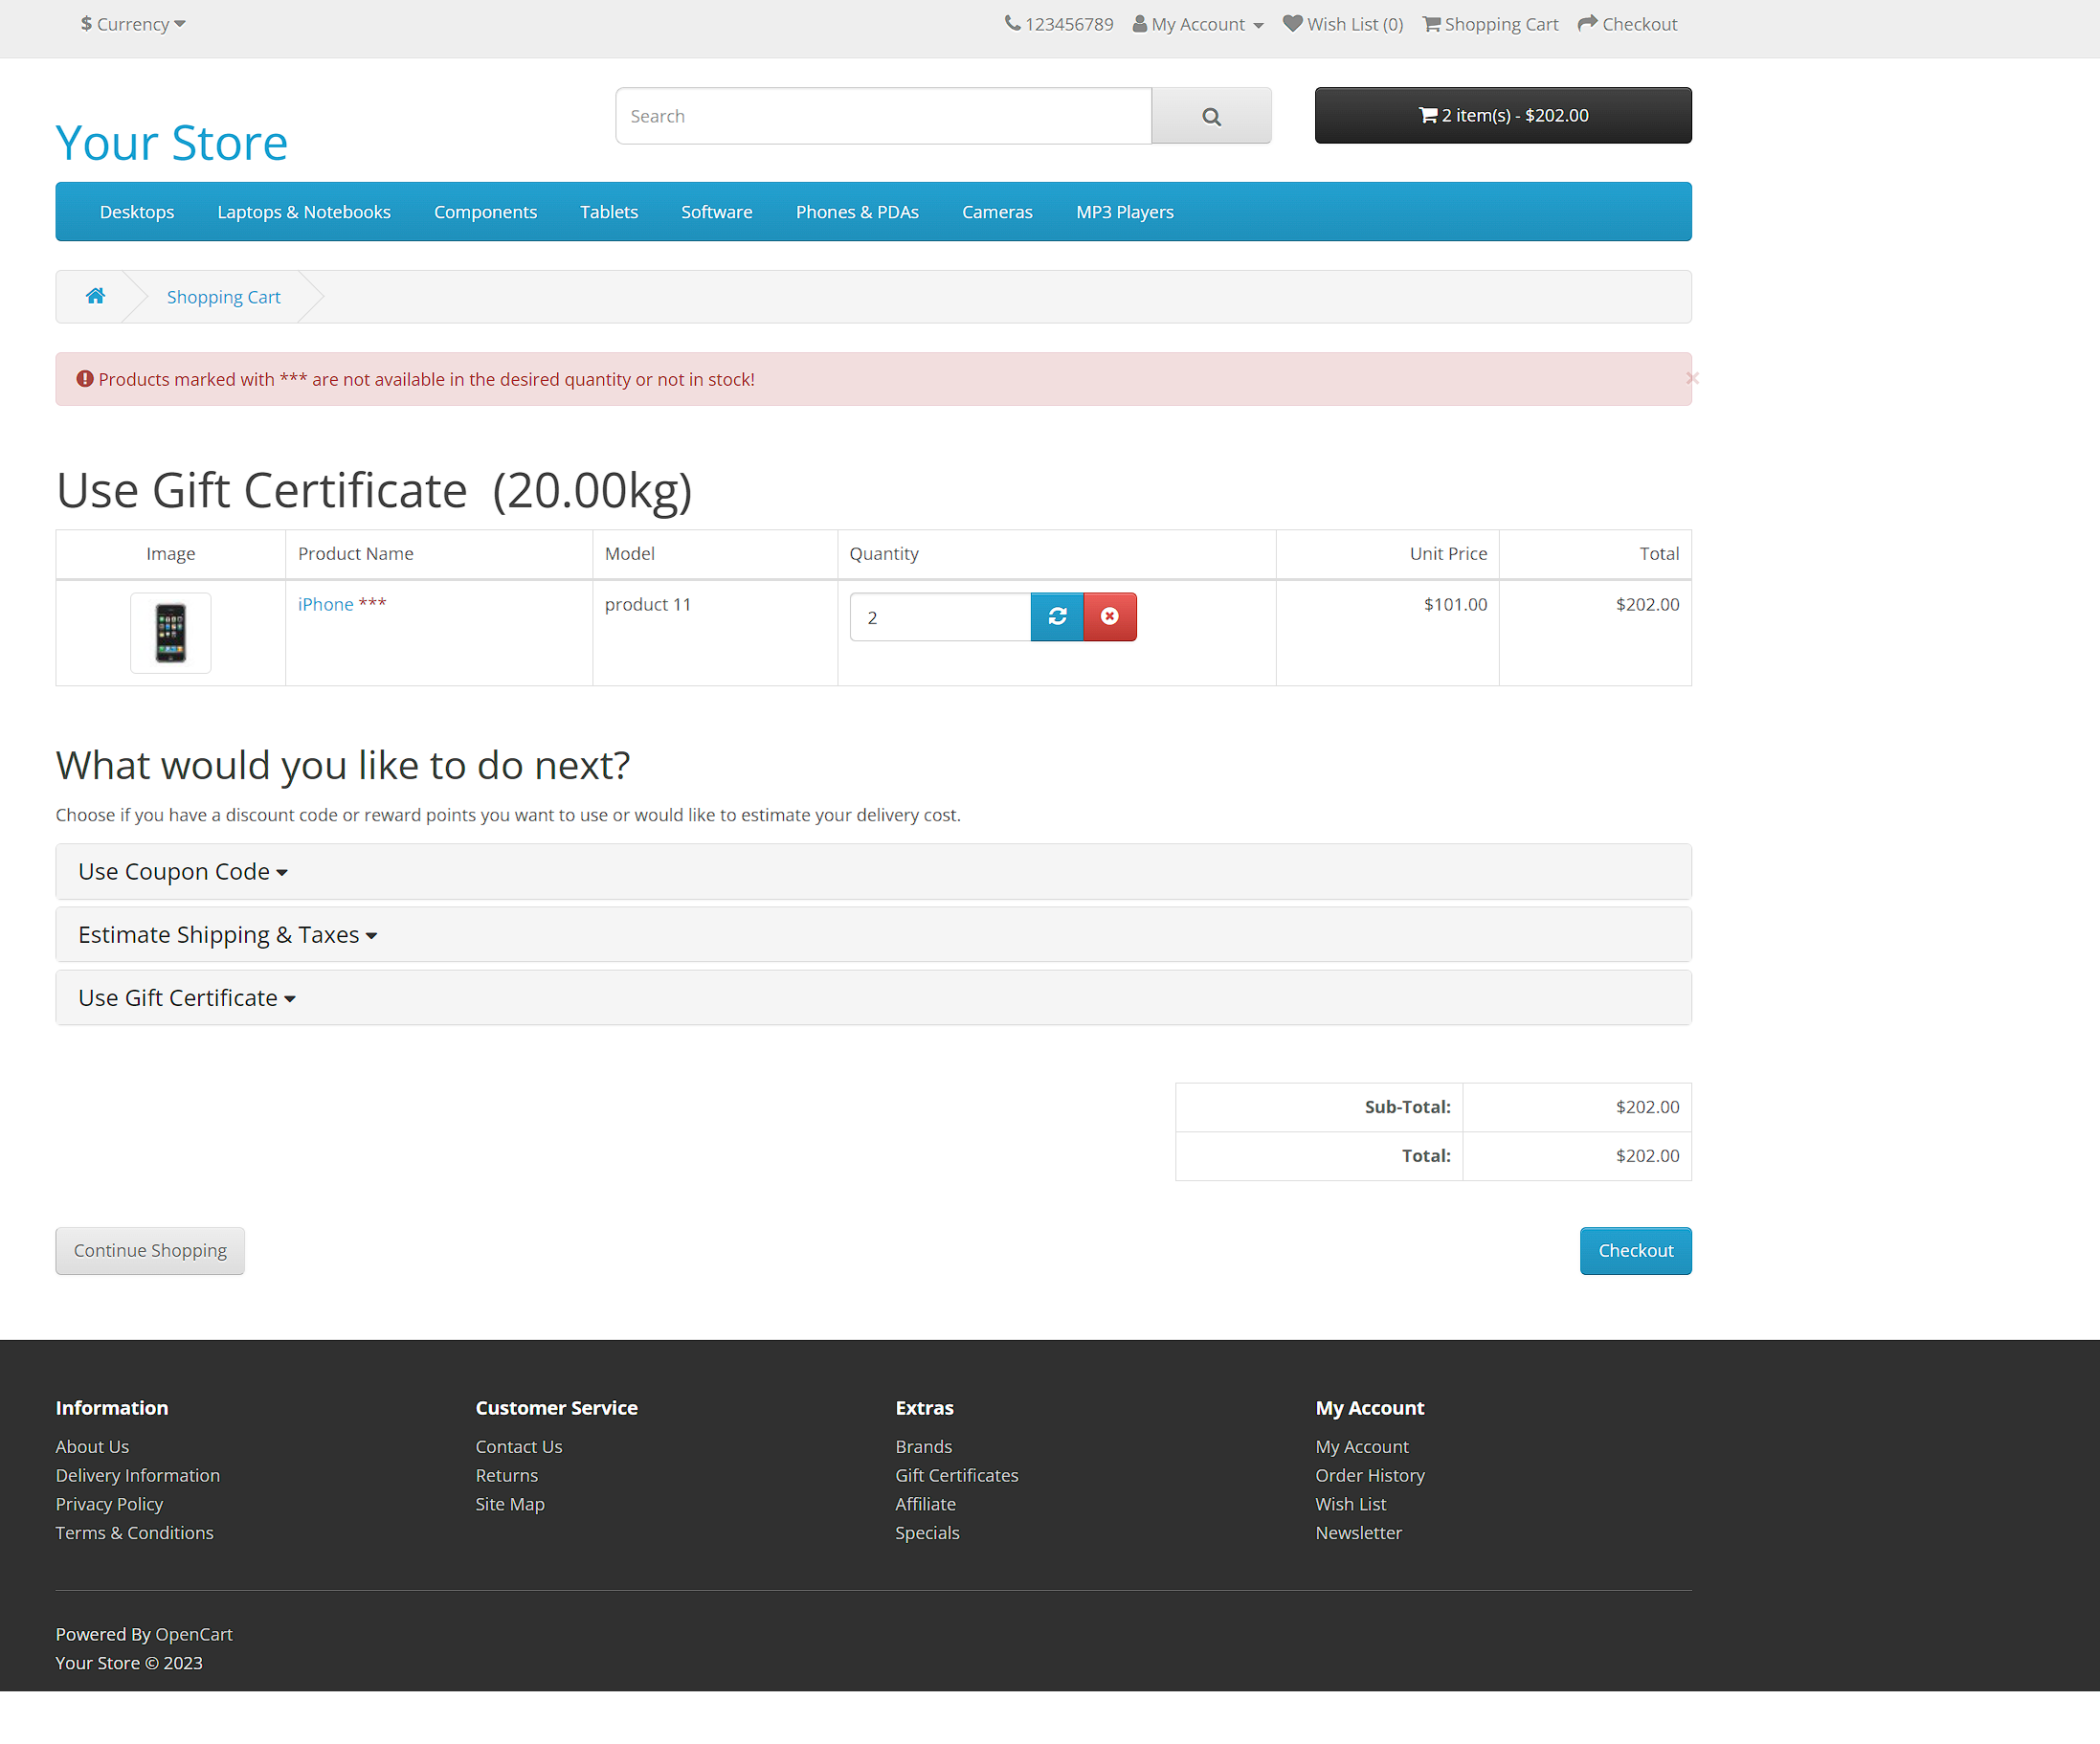 $ Currency
123456789 My Account Wish List (0) Shopping Cart Checkout
Your Store
Search
2 item(s) - $202.00
Desktops Laptops & Notebooks Components Tablets Software Phones & PDAs Cameras MP3 Players
Shopping Cart
Products marked with *** are not available in the desired quantity or not in stock!
×
Use Gift Certificate (20.00kg)
Image Product Name Model Quantity Unit Price Total
iPhone *** product 11 2 $101.00 $202.00
What would you like to do next?
Choose if you have a discount code or reward points you want to use or would like to estimate your delivery cost.
Use Coupon Code
Estimate Shipping & Taxes
Use Gift Certificate
Sub-Total: $202.00
Total: $202.00
Continue Shopping Checkout
Information
About Us
Delivery Information
Privacy Policy
Terms & Conditions
Customer Service
Contact Us
Returns
Site Map
Extras
Brands
Gift Certificates
Affiliate
Specials
My Account
My Account
Order History
Wish List
Newsletter
Powered By OpenCart
Your Store © 2023